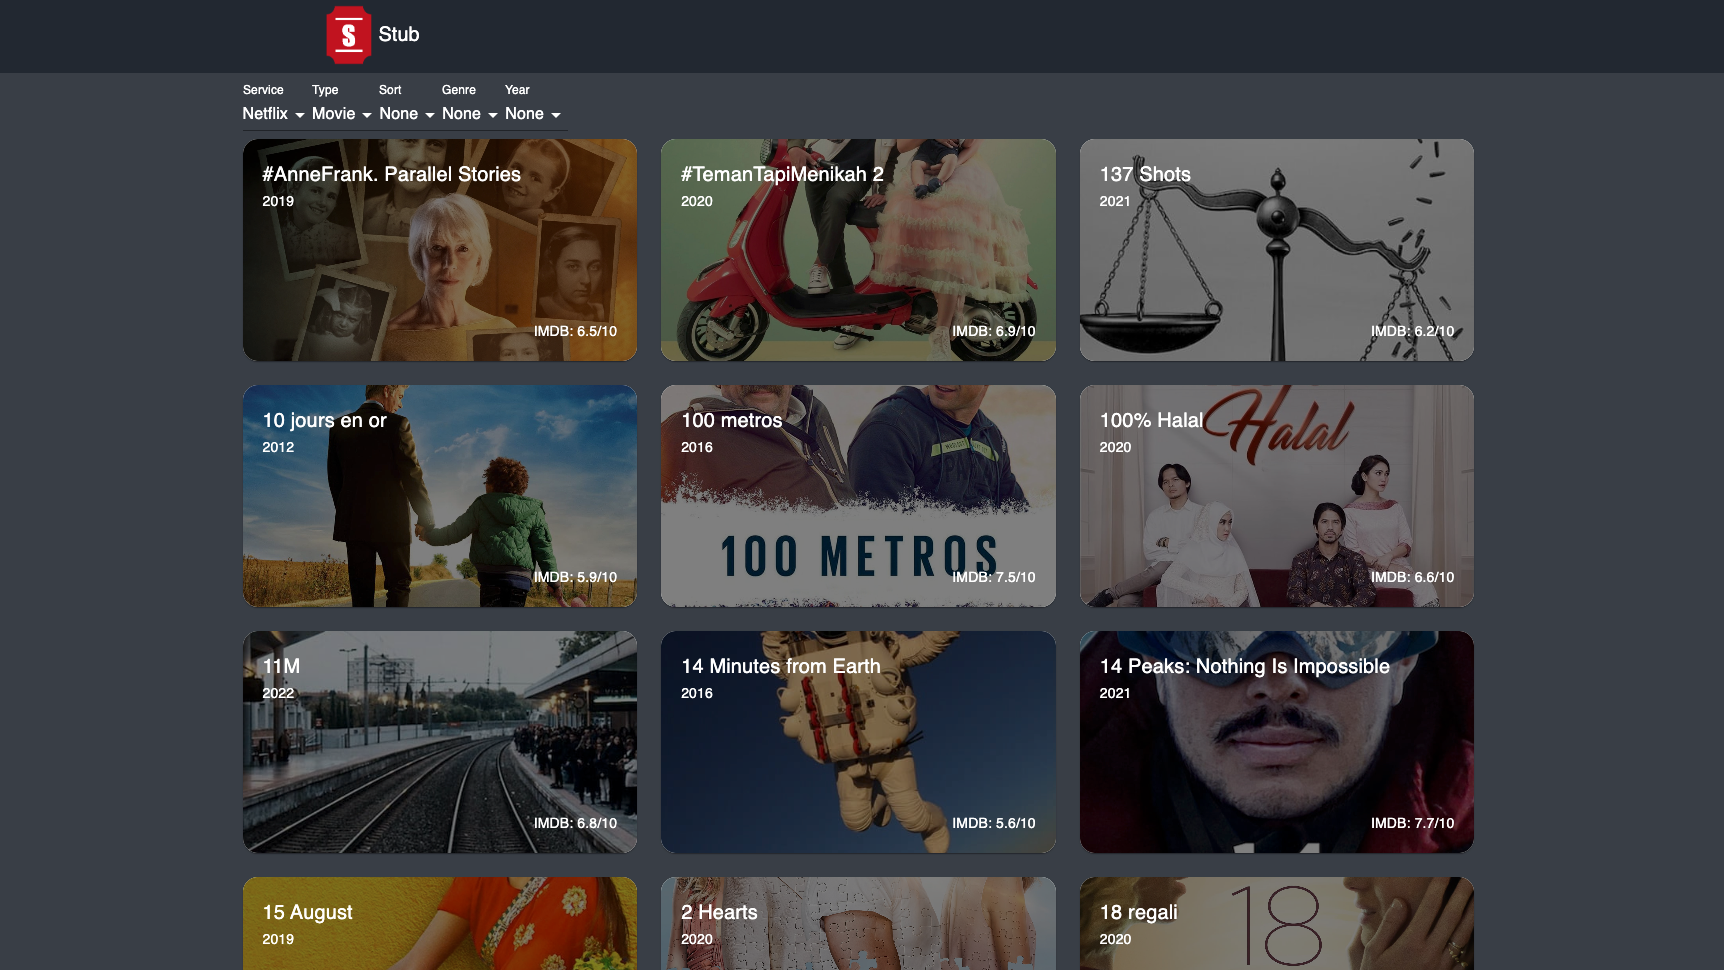 S Stub
Service Type Sort Genre Year
Netflix Movie None None None
#AnneFrank. Parallel Stories
2019
IMDB: 6.5/10
#TemanTapiMenikah 2
2020
IMDB: 6.9/10
137 Shots
2021
IMDB: 6.2/10
10 jours en or
2012
IMDB: 5.9/10
100 metros
2016
100 METROS
IMDB: 7.5/10
100% Halal
Halal
2020
IMDB: 6.6/10
11M
2022
IMDB: 6.8/10
14 Minutes from Earth
2016
IMDB: 5.6/10
14 Peaks: Nothing Is Impossible
2021
IMDB: 7.7/10
15 August
2019
2 Hearts
2020
18 regali
2020
18